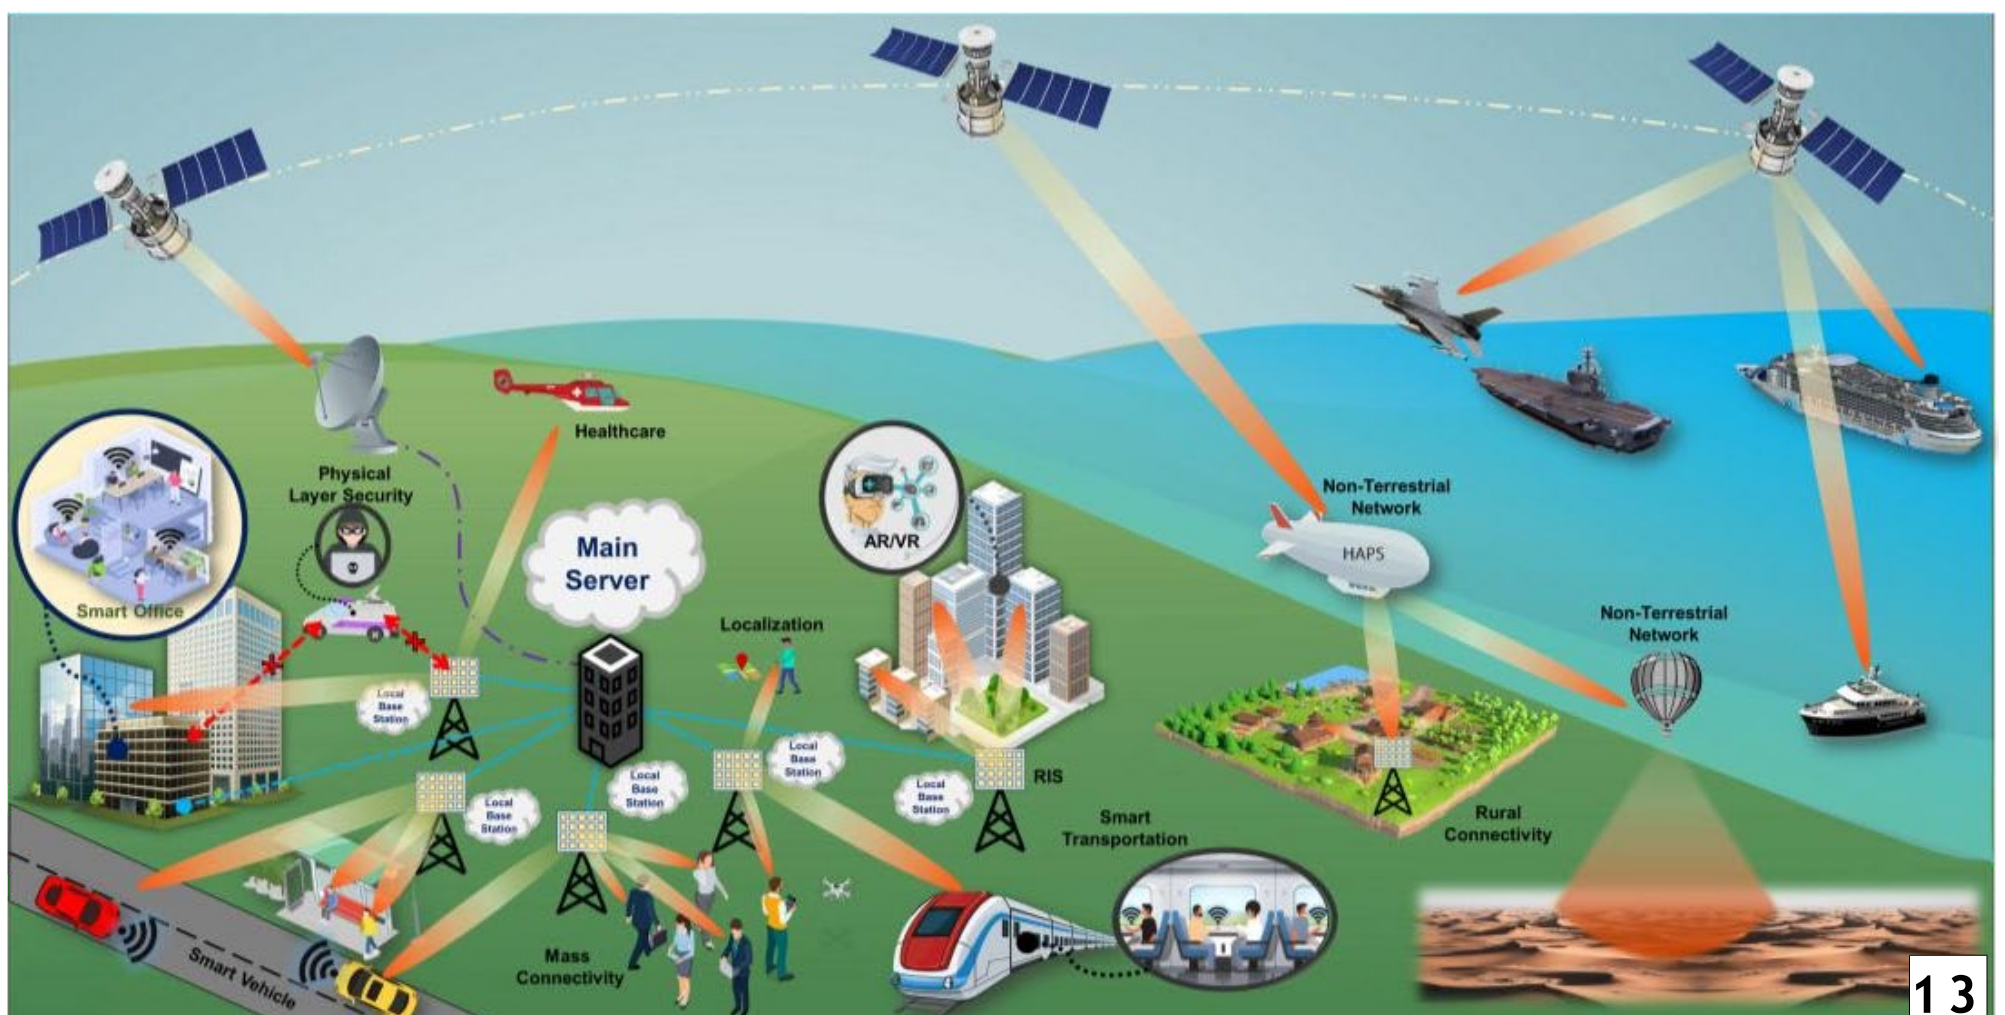 Healthcare
Physical
Layer Security
Smart Office
Main
Server
AR/VR
Non-Terrestrial
Network
HAPS
Non-Terrestrial
Network
Localization
Local
Base
Station
Local
Base
Station
Local
Base
Station
Local
Base
Station
Local
Base
Station
RIS
Smart
Transportation
Rural
Connectivity
Mass
Connectivity
Smart Vehicle
13